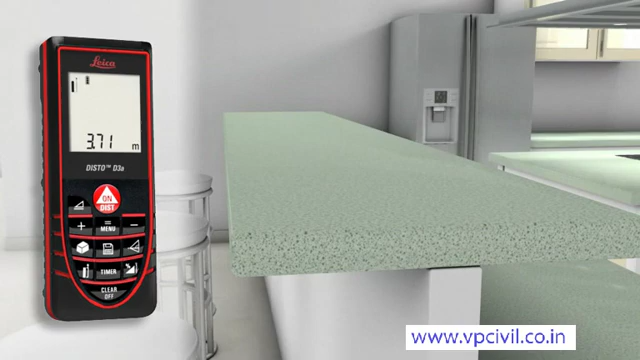 Leica
3.71 m
DISTO™ D3a
ON
DIST
+ = −
MENU
TIMER
CLEAR
OFF
www.vpcivil.co.in